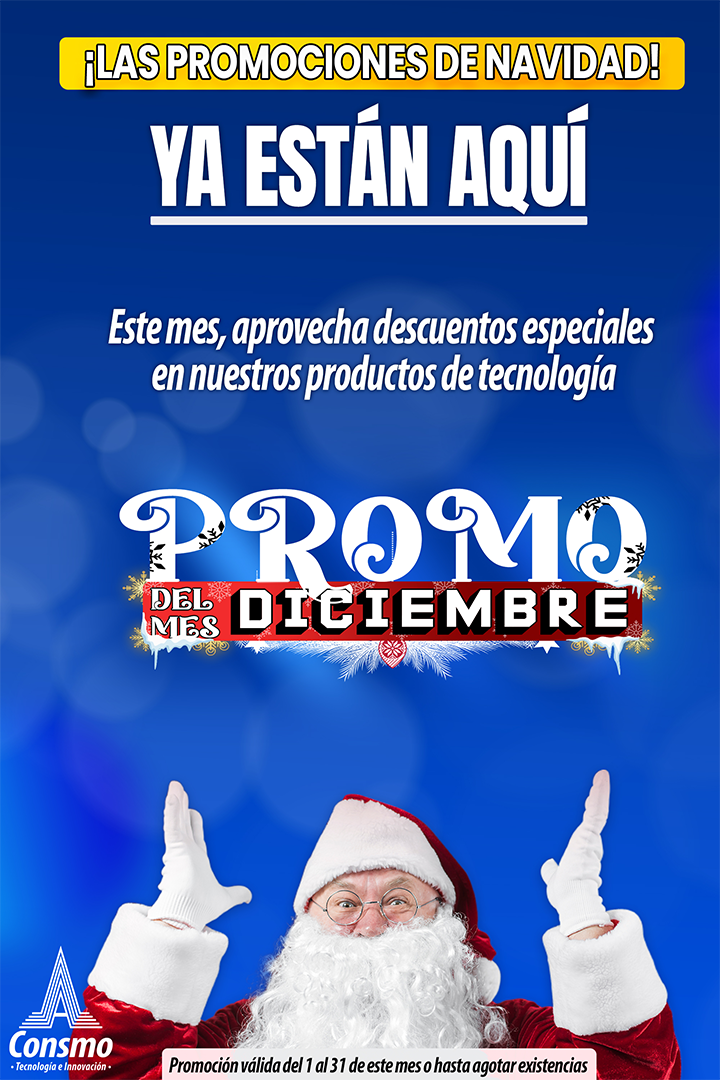 ¡LAS PROMOCIONES DE NAVIDAD!
YA ESTÁN AQUÍ
Este mes, aprovecha descuentos especiales
en nuestros productos de tecnología
PROMO
DEL MES DICIEMBRE
Consmo
• Tecnología e Innovación •
Promoción válida del 1 al 31 de este mes o hasta agotar existencias